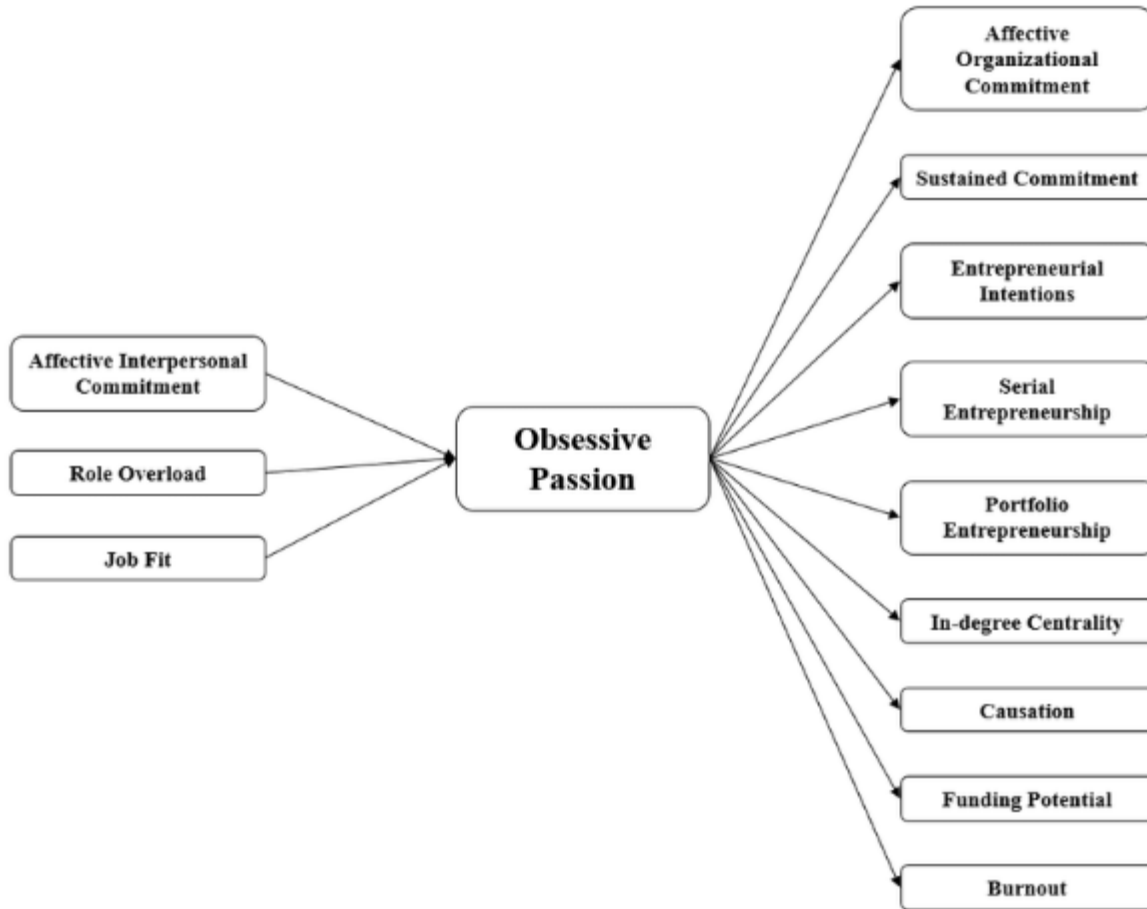 Affective Interpersonal
Commitment
Role Overload
Job Fit
Obsessive
Passion
Affective
Organizational
Commitment
Sustained Commitment
Entrepreneurial
Intentions
Serial
Entrepreneurship
Portfolio
Entrepreneurship
In-degree Centrality
Causation
Funding Potential
Burnout